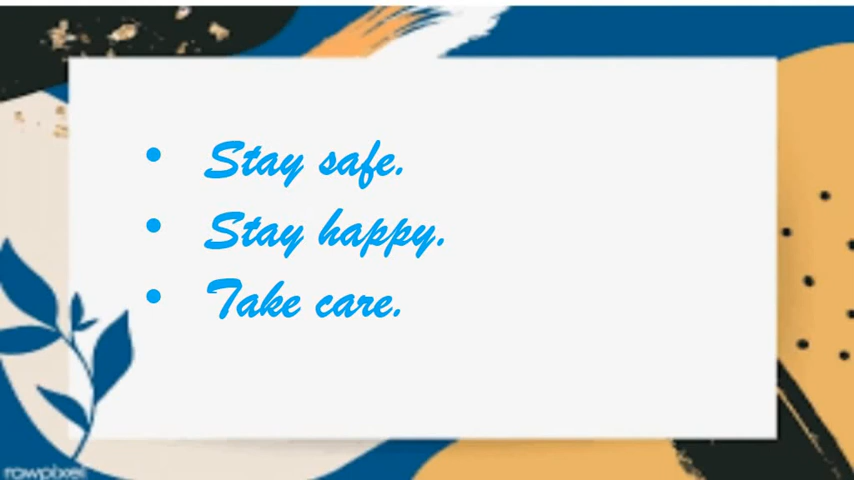 • Stay safe.
• Stay happy.
• Take care.
rawpixel